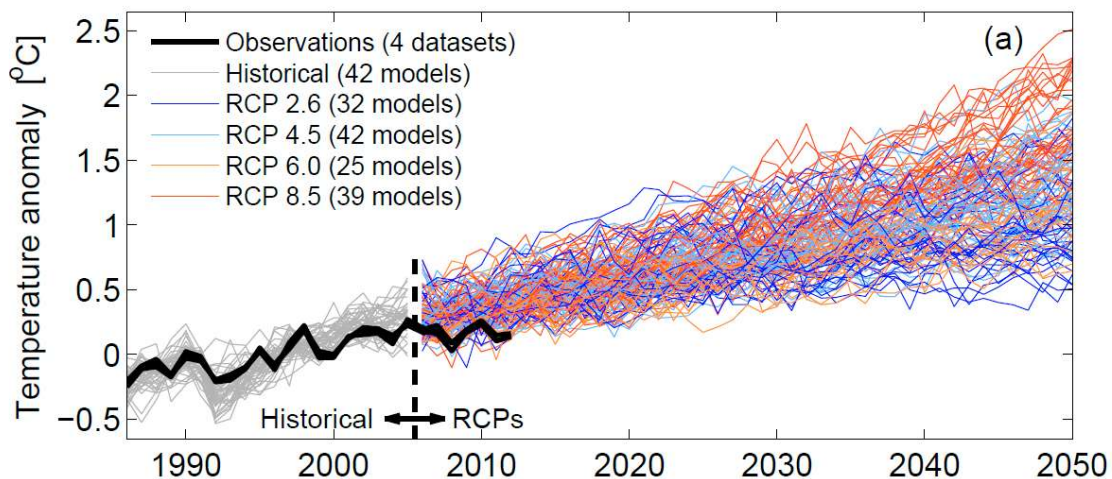 Temperature anomaly [°C]
2.5
2
1.5
1
0.5
0
−0.5
(a)
Observations (4 datasets)
Historical (42 models)
RCP 2.6 (32 models)
RCP 4.5 (42 models)
RCP 6.0 (25 models)
RCP 8.5 (39 models)
Historical
RCPs
1990
2000
2010
2020
2030
2040
2050